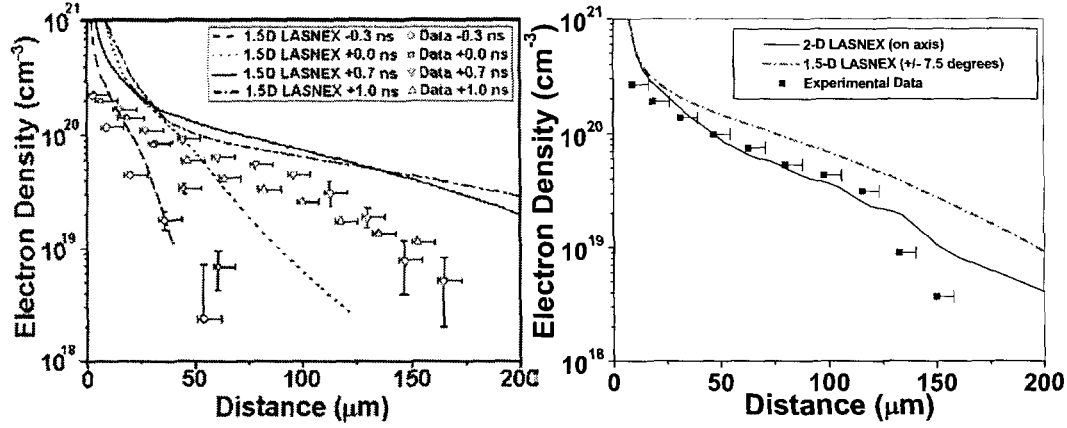 Electron Density (cm⁻³)
10²¹
10²⁰
10¹⁹
10¹⁸
1.5D LASNEX -0.3 ns
1.5D LASNEX +0.0 ns
1.5D LASNEX +0.7 ns
1.5D LASNEX +1.0 ns
Data -0.3 ns
Data +0.0 ns
Data +0.7 ns
Data +1.0 ns
0 50 100 150 200
Distance (μm)
Electron Density (cm⁻³)
10²¹
10²⁰
10¹⁹
10¹⁸
2-D LASNEX (on axis)
1.5-D LASNEX (+/- 7.5 degrees)
Experimental Data
0 50 100 150 200
Distance (μm)